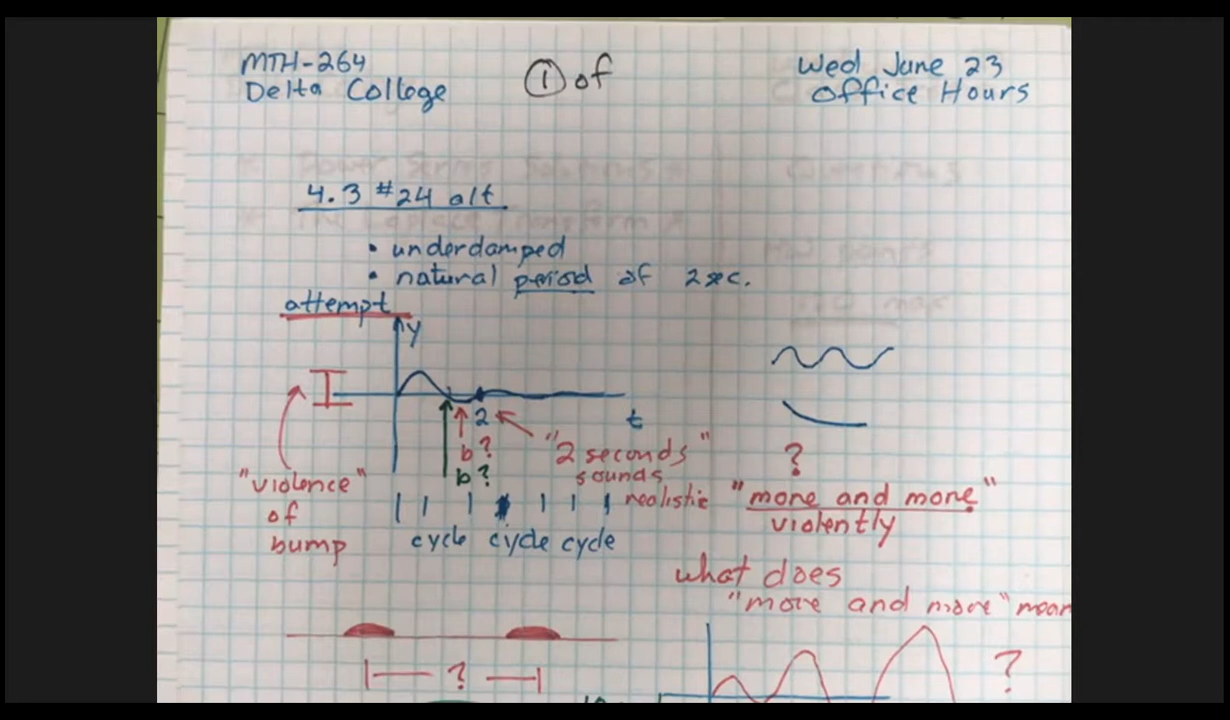 MTH-264
Delta College
① of
Wed June 23
Office Hours
4.3 #24 alt.
• underdamped
• natural period of 2 sec.
attempt
y
2
t
b?
b?
"2 seconds"
sounds
realistic
"violence"
of
bump
cycle cycle cycle
?
"more and more"
violently
what does
"more and more" mean
?
?